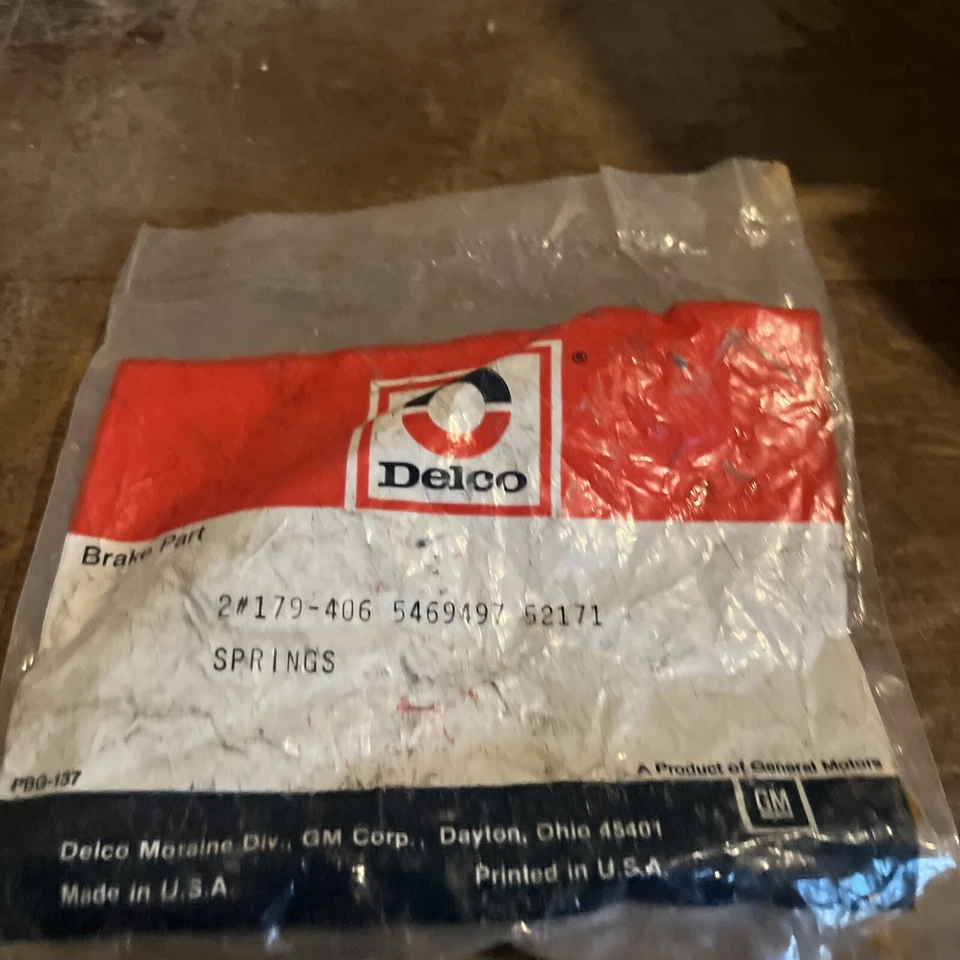 ®
Delco
Brake Part
2#179-406 5469497 52171
SPRINGS
PBG-137
A Product of General Motors
GM
Delco Moraine Div., GM Corp., Dayton, Ohio 45401
Made in U.S.A
Printed in U.S.A.